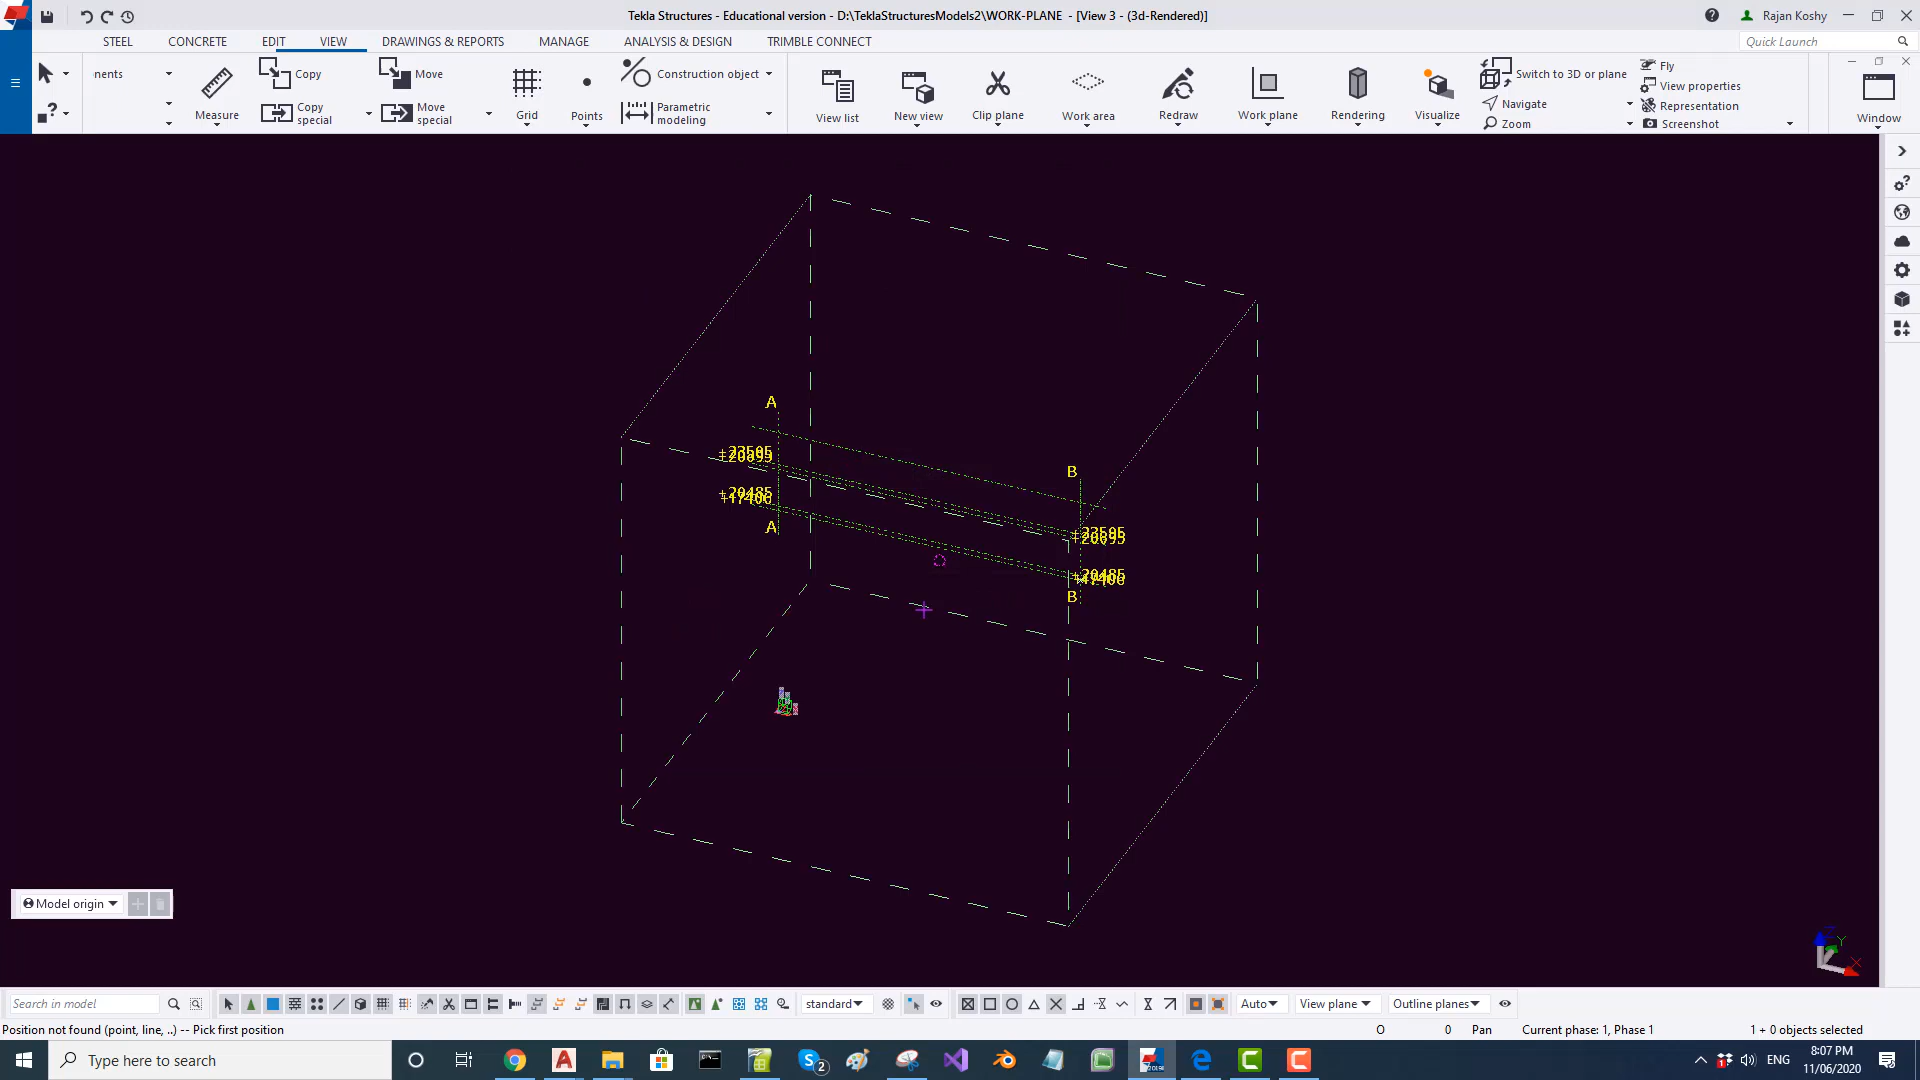 Tekla Structures - Educational version - D:\TeklaStructuresModels2\WORK-PLANE - [View 3 - (3d-Rendered)]
Rajan Koshy
STEEL CONCRETE EDIT VIEW DRAWINGS & REPORTS MANAGE ANALYSIS & DESIGN TRIMBLE CONNECT
Quick Launch
nents
Measure
Copy
Copy special
Move
Move special
Grid
Points
Construction object
Parametric modeling
View list
New view
Clip plane
Work area
Redraw
Work plane
Rendering
Visualize
Switch to 3D or plane
Navigate
Zoom
Fly
View properties
Representation
Screenshot
Window
A
B
A
B
Model origin
Y
X
Search in model
standard
Auto
View plane
Outline planes
Position not found (point, line, ..) -- Pick first position
O 0 Pan Current phase: 1, Phase 1 1 + 0 objects selected
Type here to search
2
ENG
8:07 PM
11/06/2020